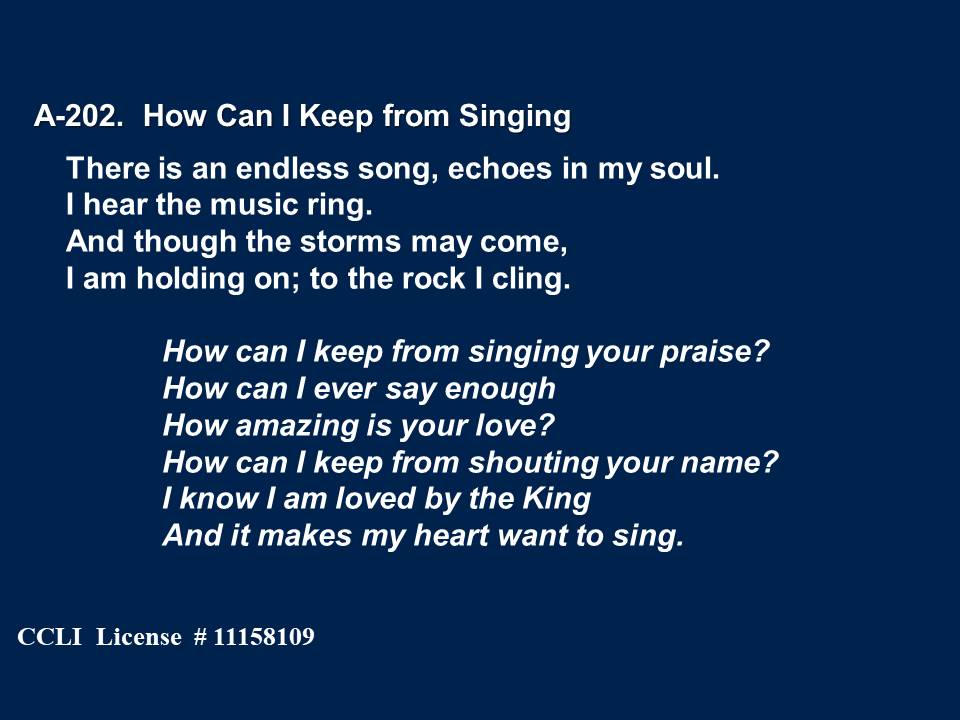 A-202. How Can I Keep from Singing
There is an endless song, echoes in my soul.
I hear the music ring.
And though the storms may come,
I am holding on; to the rock I cling.
How can I keep from singing your praise?
How can I ever say enough
How amazing is your love?
How can I keep from shouting your name?
I know I am loved by the King
And it makes my heart want to sing.
CCLI License # 11158109